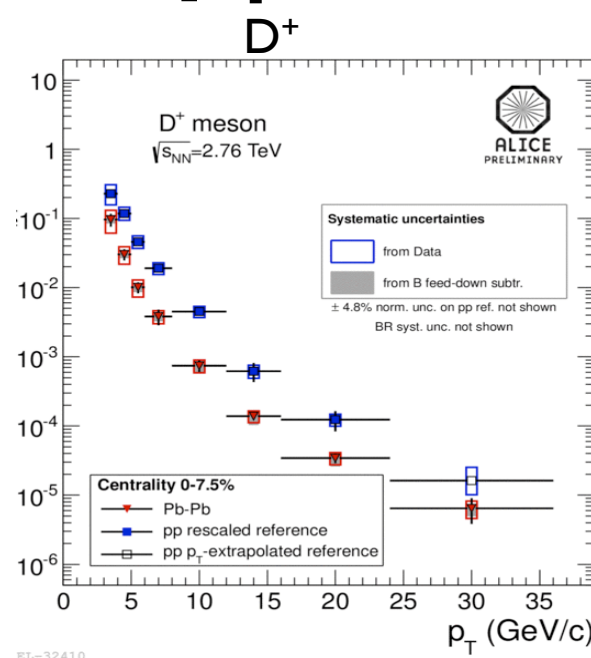 D⁺
D⁺ meson
√s_NN=2.76 TeV
ALICE
PRELIMINARY
Systematic uncertainties
from Data
from B feed-down subtr.
± 4.8% norm. unc. on pp ref. not shown
BR syst. unc. not shown
10
1
10⁻¹
10⁻²
10⁻³
10⁻⁴
10⁻⁵
10⁻⁶
Centrality 0-7.5%
Pb-Pb
pp rescaled reference
pp p_T-extrapolated reference
0 5 10 15 20 25 30 35
p_T (GeV/c)